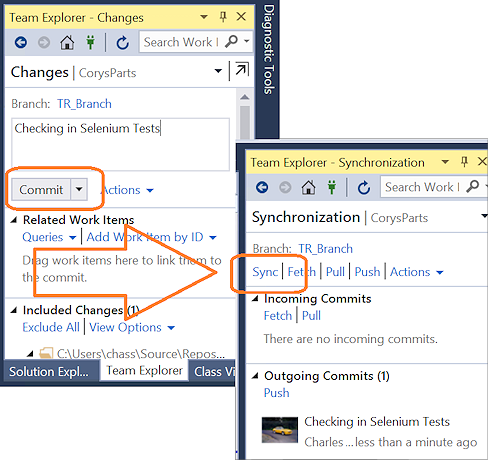 Team Explorer - Changes
Search Work I
Changes | CorysParts
Branch: TR_Branch
Checking in Selenium Tests
Commit Actions
Related Work Items
Queries | Add Work Item by ID
Drag work items here to link them to
the commit.
Included Changes (1)
Exclude All | View Options
C:\Users\chass\Source\Repos...
Solution Expl... Team Explorer Class Vi
Diagnostic Tools
Team Explorer - Synchronization
Search Work I
Synchronization | CorysParts
Branch: TR_Branch
Sync | Fetch | Pull | Push | Actions
Incoming Commits
Fetch | Pull
There are no incoming commits.
Outgoing Commits (1)
Push
Checking in Selenium Tests
Charles ... less than a minute ago